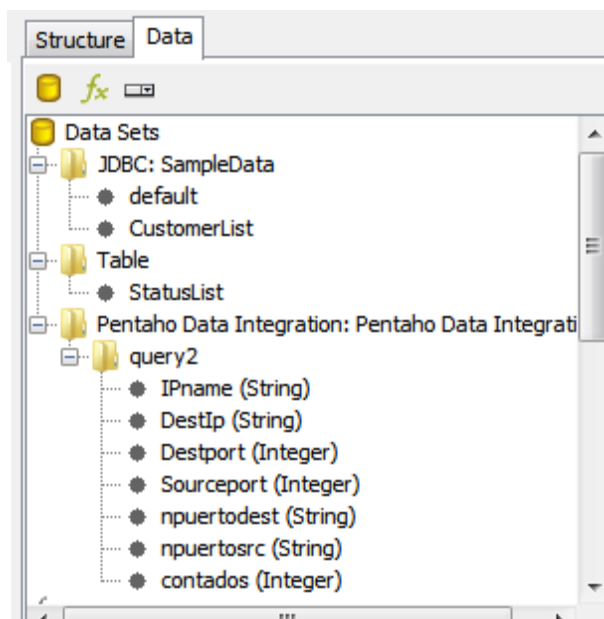 Structure Data
fx
Data Sets
JDBC: SampleData
default
CustomerList
Table
StatusList
Pentaho Data Integration: Pentaho Data Integrati
query2
IPname (String)
DestIp (String)
Destport (Integer)
Sourceport (Integer)
npuertodest (String)
npuertosrc (String)
contados (Integer)